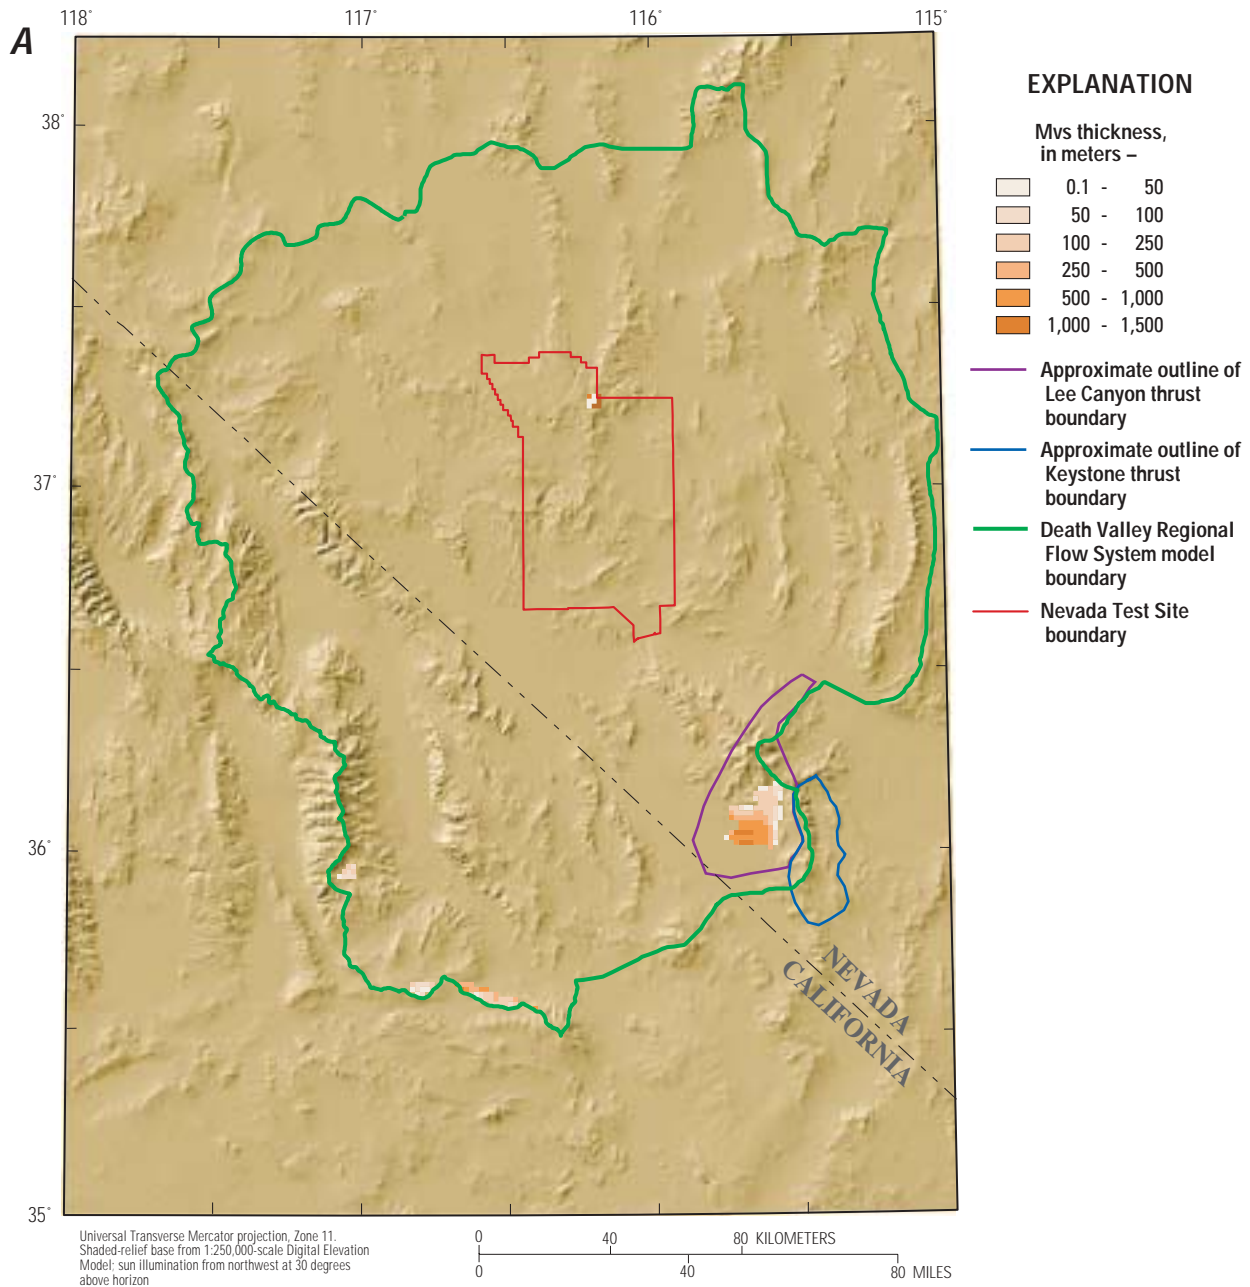 118°
117°
116°
115°
A
38°
37°
36°
35°
EXPLANATION
Mvs thickness,
in meters –
0.1 - 50
50 - 100
100 - 250
250 - 500
500 - 1,000
1,000 - 1,500
Approximate outline of
Lee Canyon thrust
boundary
Approximate outline of
Keystone thrust
boundary
Death Valley Regional
Flow System model
boundary
Nevada Test Site
boundary
NEVADA
CALIFORNIA
Universal Transverse Mercator projection, Zone 11.
Shaded-relief base from 1:250,000-scale Digital Elevation
Model; sun illumination from northwest at 30 degrees
above horizon
0 40 80 KILOMETERS
0 40 80 MILES